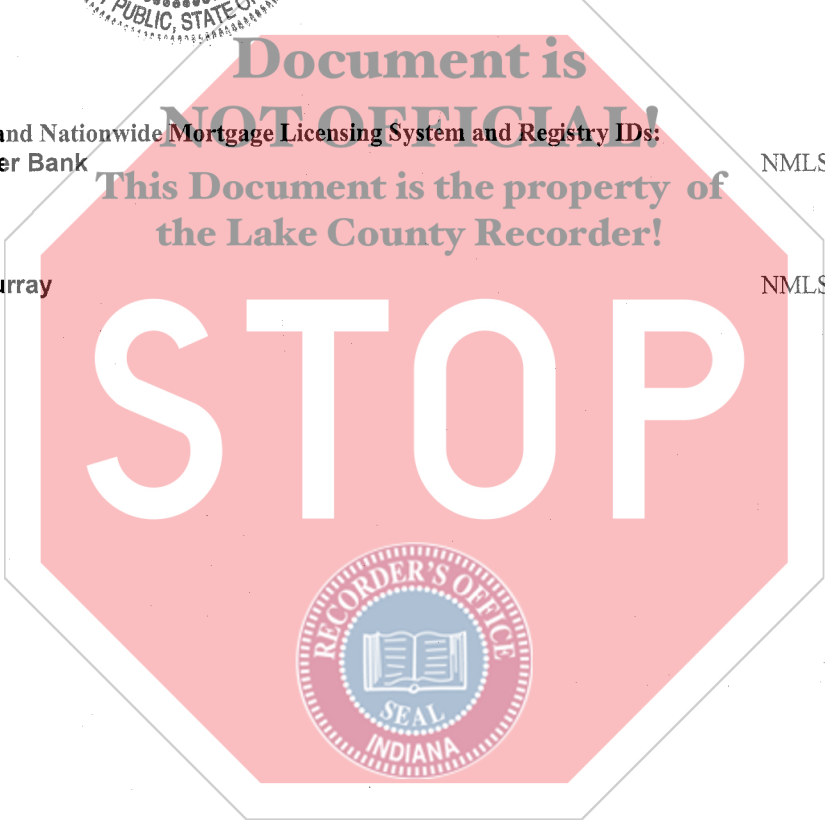 PUBLIC, STATE O
Document is
NOT OFFICIAL!
and Nationwide Mortgage Licensing System and Registry IDs:
er Bank NMLS
This Document is the property of
the Lake County Recorder!
urray NMLS
STOP
RECORDER'S OFFICE
SEAL
INDIANA